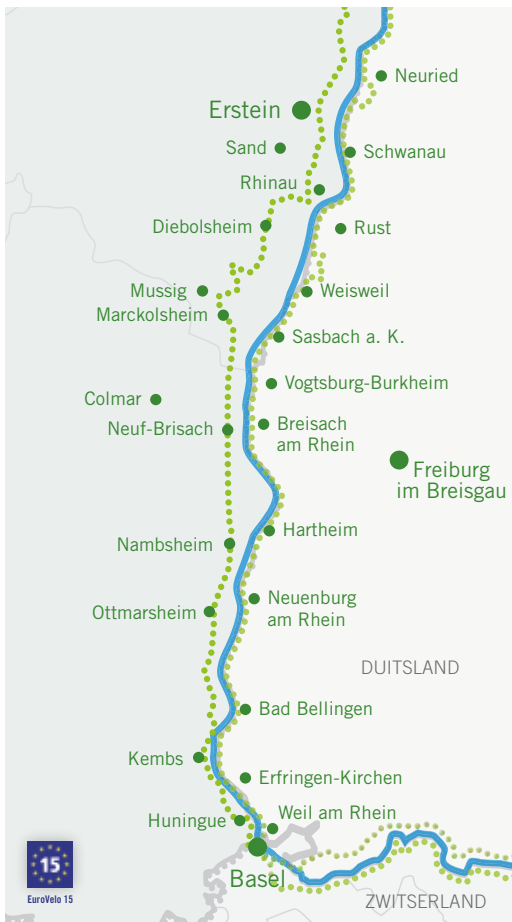 Neuried
Erstein
Sand
Schwanau
Rhinau
Diebolsheim
Rust
Mussig
Weisweil
Marckolsheim
Sasbach a. K.
Vogtsburg-Burkheim
Colmar
Neuf-Brisach
Breisach
am Rhein
Freiburg
im Breisgau
Hartheim
Nambsheim
Neuenburg
am Rhein
Ottmarsheim
DUITSLAND
Bad Bellingen
Kembs
Erfringen-Kirchen
Huningue
Weil am Rhein
15
Basel
EuroVelo 15
ZWITSERLAND